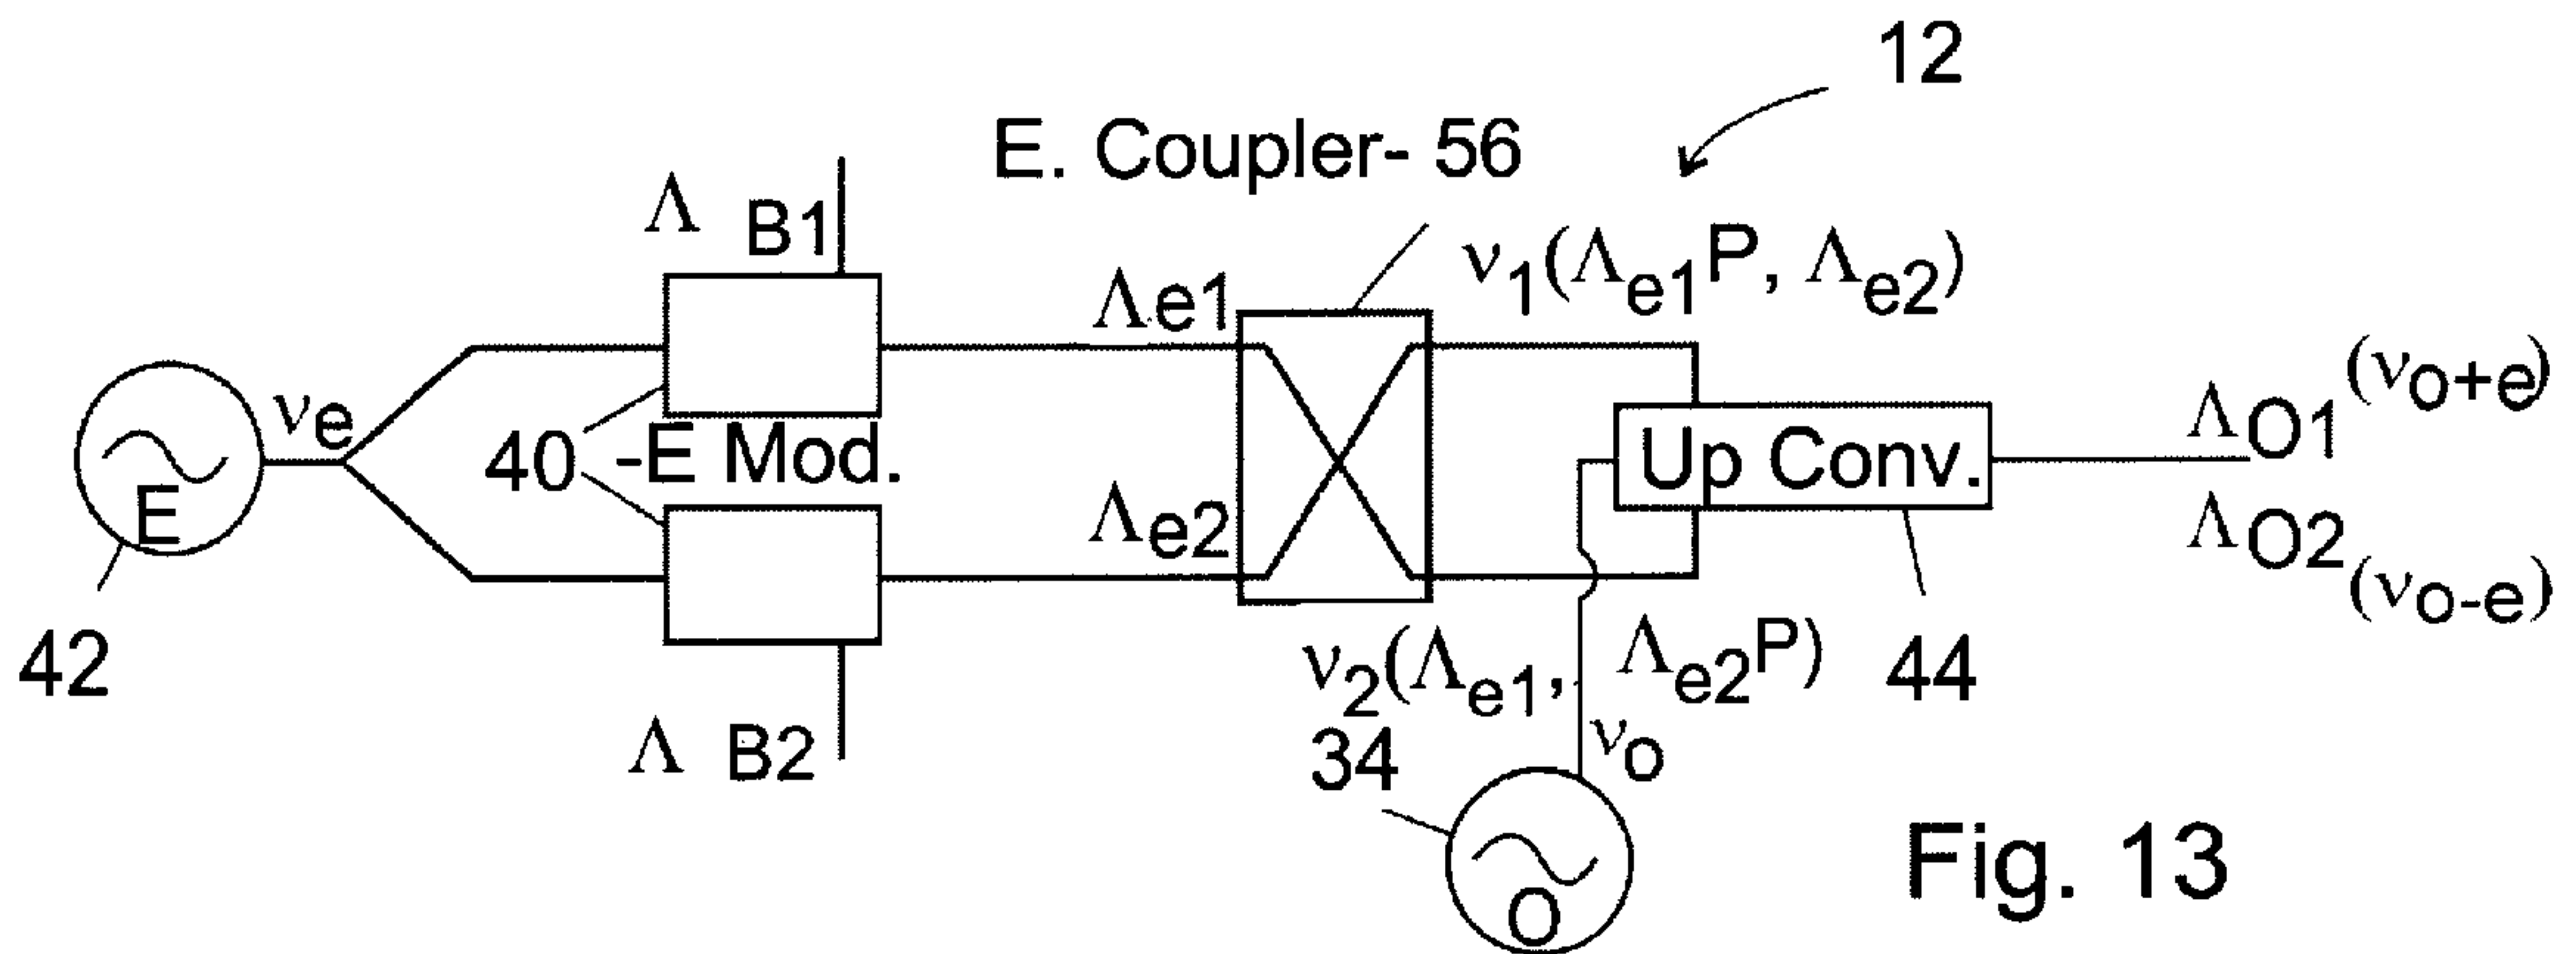 12
E. Coupler- 56
Λ B1
Λe1
ν1(Λe1P, Λe2)
νe
E
42
40 -E Mod.
Up Conv.
ΛO1(νo+e)
ΛO2(νo-e)
Λe2
ν2(Λe1, Λe2P)
44
Λ B2
34
νo
O
Fig. 13